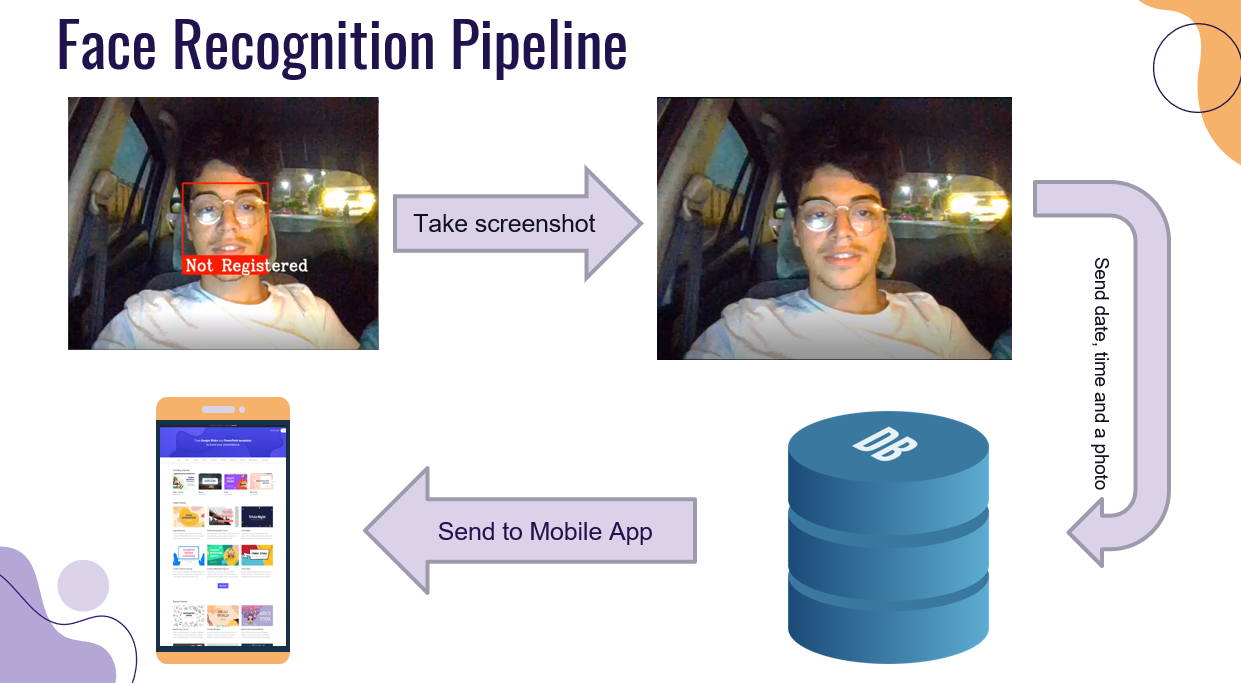 Face Recognition Pipeline
Not Registered
Take screenshot
Send date, time and a photo
DB
Send to Mobile App